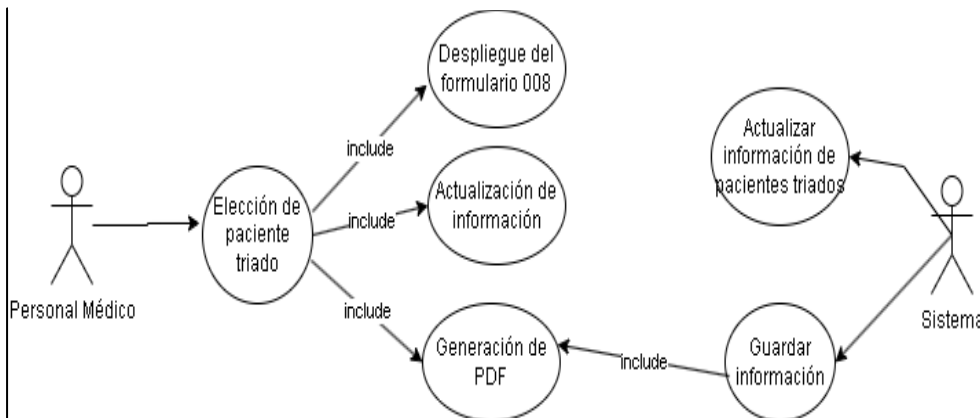 Despliegue del
formulario 008
include
Actualizar
información de
pacientes triados
Elección de
paciente
triado
include
Actualización de
información
Personal Médico
include
Generación de
PDF
include
Guardar
información
Sistema